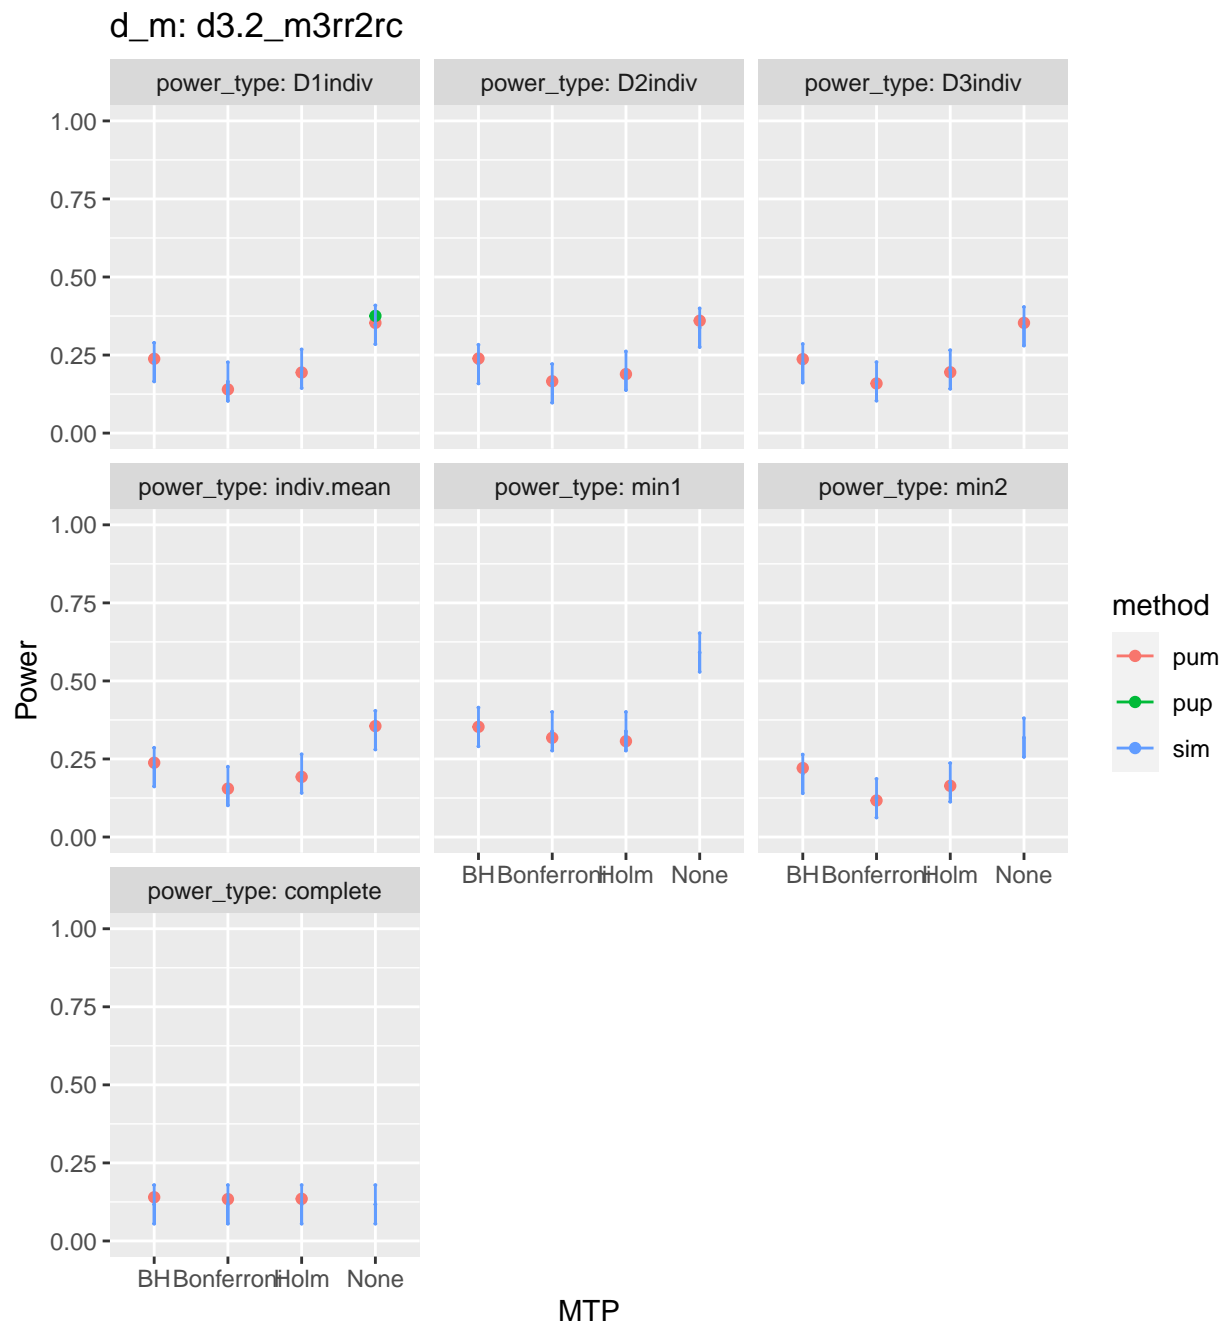 d_m: d3.2_m3rr2rc
power_type: D1indiv
power_type: D2indiv
power_type: D3indiv
1.00
0.75
0.50
0.25
0.00
power_type: indiv.mean
power_type: min1
power_type: min2
1.00
0.75
0.50
0.25
0.00
BH Bonferroni Holm None
BH Bonferroni Holm None
power_type: complete
1.00
0.75
0.50
0.25
0.00
BH Bonferroni Holm None
Power
MTP
method
pum
pup
sim